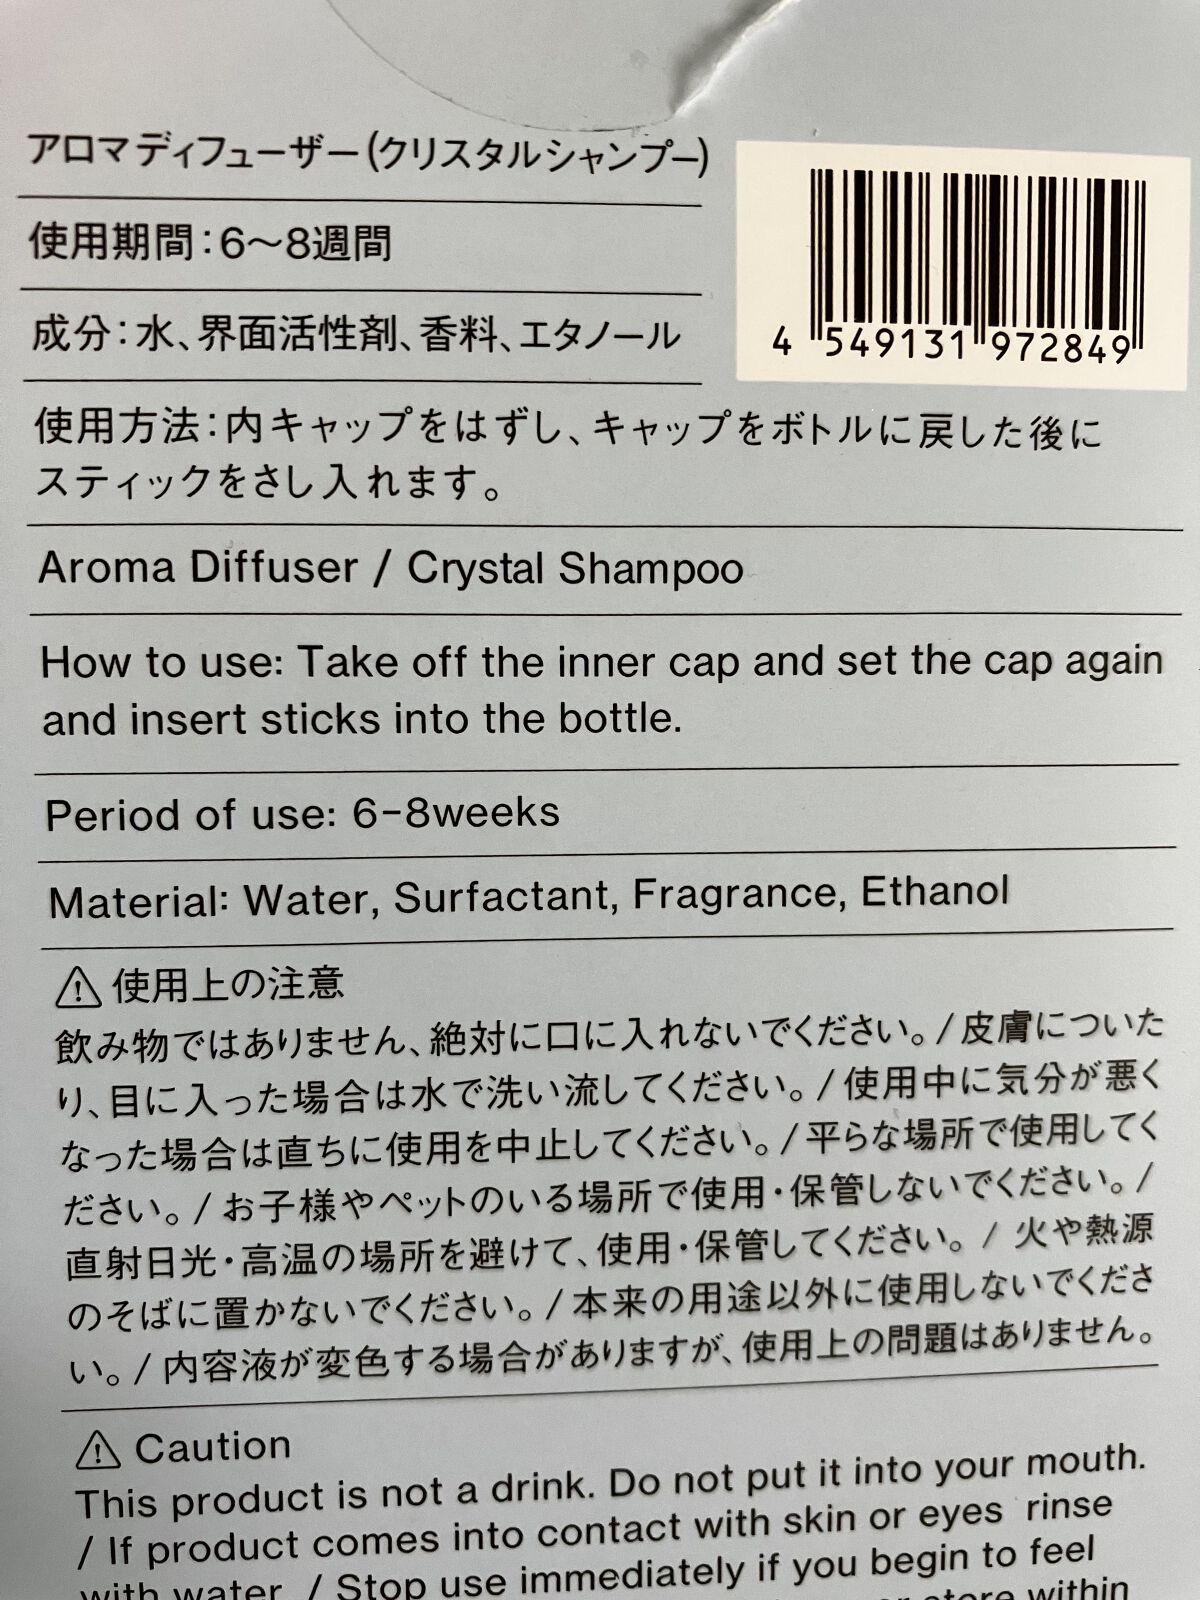 アロマディフューザー(クリスタルシャンプー)
使用期間：6〜8週間
成分：水、界面活性剤、香料、エタノール
4 549131 972849
使用方法：内キャップをはずし、キャップをボトルに戻した後に
スティックをさし入れます。
Aroma Diffuser / Crystal Shampoo
How to use: Take off the inner cap and set the cap again
and insert sticks into the bottle.
Period of use: 6-8weeks
Material: Water, Surfactant, Fragrance, Ethanol
⚠ 使用上の注意
飲み物ではありません、絶対に口に入れないでください。/ 皮膚についた
り、目に入った場合は水で洗い流してください。/ 使用中に気分が悪く
なった場合は直ちに使用を中止してください。/ 平らな場所で使用してく
ださい。/ お子様やペットのいる場所で使用・保管しないでください。/
直射日光・高温の場所を避けて、使用・保管してください。 / 火や熱源
のそばに置かないでください。/ 本来の用途以外に使用しないでくださ
い。/ 内容液が変色する場合がありますが、使用上の問題はありません。
⚠ Caution
This product is not a drink. Do not put it into your mouth.
/ If product comes into contact with skin or eyes rinse
with water. / Stop use immediately if you begin to feel
store within